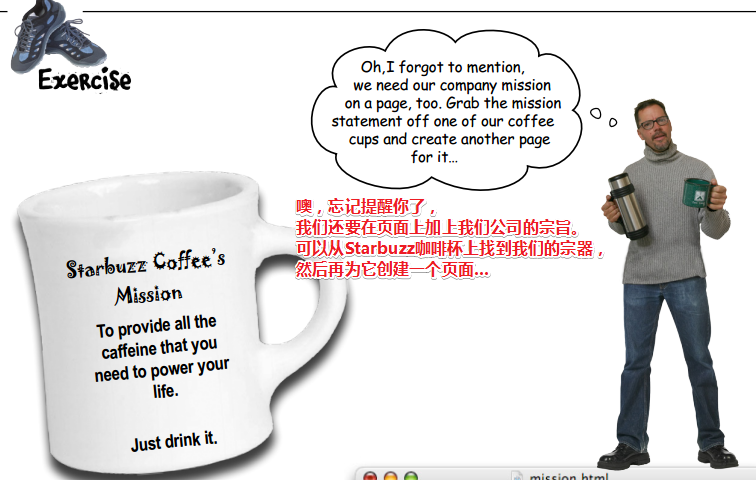 Exercise
Oh,I forgot to mention,
we need our company mission
on a page, too. Grab the mission
statement off one of our coffee
cups and create another page
for it…
噢，忘记提醒你了，
我们还要在页面上加上我们公司的宗旨。
可以从Starbuzz咖啡杯上找到我们的宗器，
然后再为它创建一个页面...
Starbuzz Coffee's
Mission
To provide all the
caffeine that you
need to power your
life.
Just drink it.
mission.html